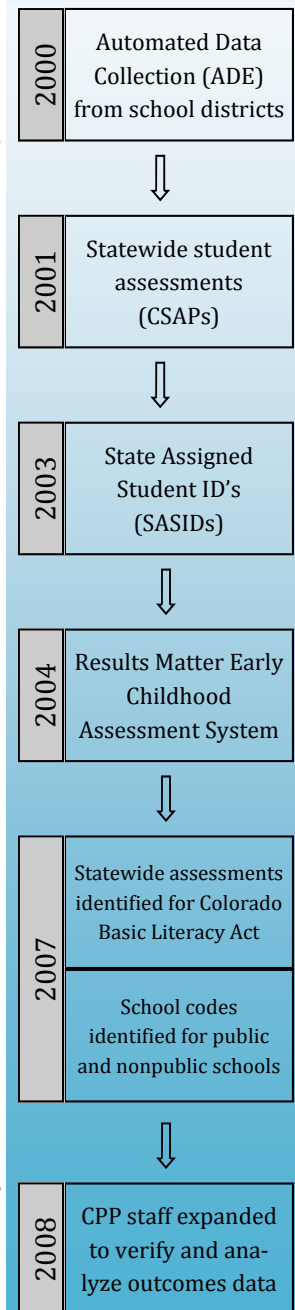 2000
Automated Data
Collection (ADE)
from school districts
2001
Statewide student
assessments
(CSAPs)
2003
State Assigned
Student ID's
(SASIDs)
2004
Results Matter Early
Childhood
Assessment System
2007
Statewide assessments
identified for Colorado
Basic Literacy Act
School codes
identified for public
and nonpublic schools
2008
CPP staff expanded
to verify and ana-
lyze outcomes data